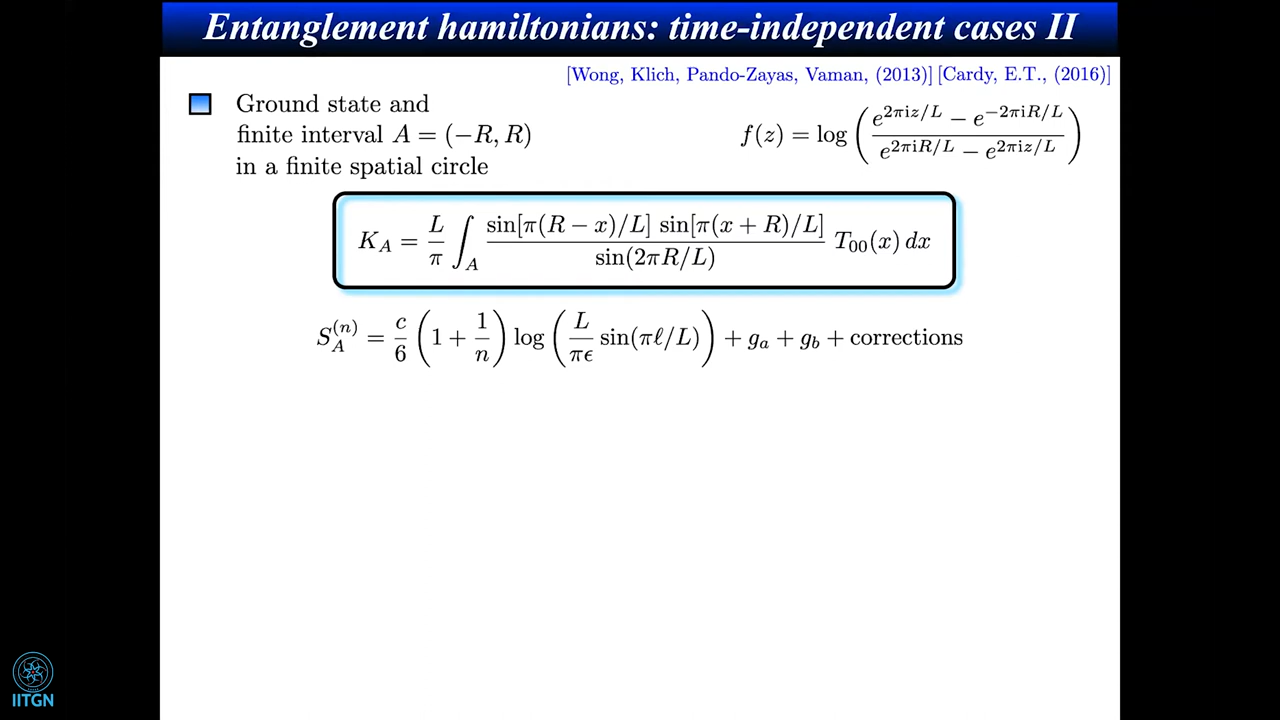 Entanglement hamiltonians: time-independent cases II
[Wong, Klich, Pando-Zayas, Vaman, (2013)] [Cardy, E.T., (2016)]
Ground state and
finite interval A = (−R, R)
in a finite spatial circle
f(z) = log ( (e^{2πiz/L} − e^{−2πiR/L}) / (e^{2πiR/L} − e^{2πiz/L}) )
K_A = L/π ∫_A (sin[π(R − x)/L] sin[π(x + R)/L]) / sin(2πR/L) T_{00}(x) dx
S_A^{(n)} = c/6 (1 + 1/n) log ( L/(πϵ) sin(πℓ/L) ) + g_a + g_b + corrections
IITGN